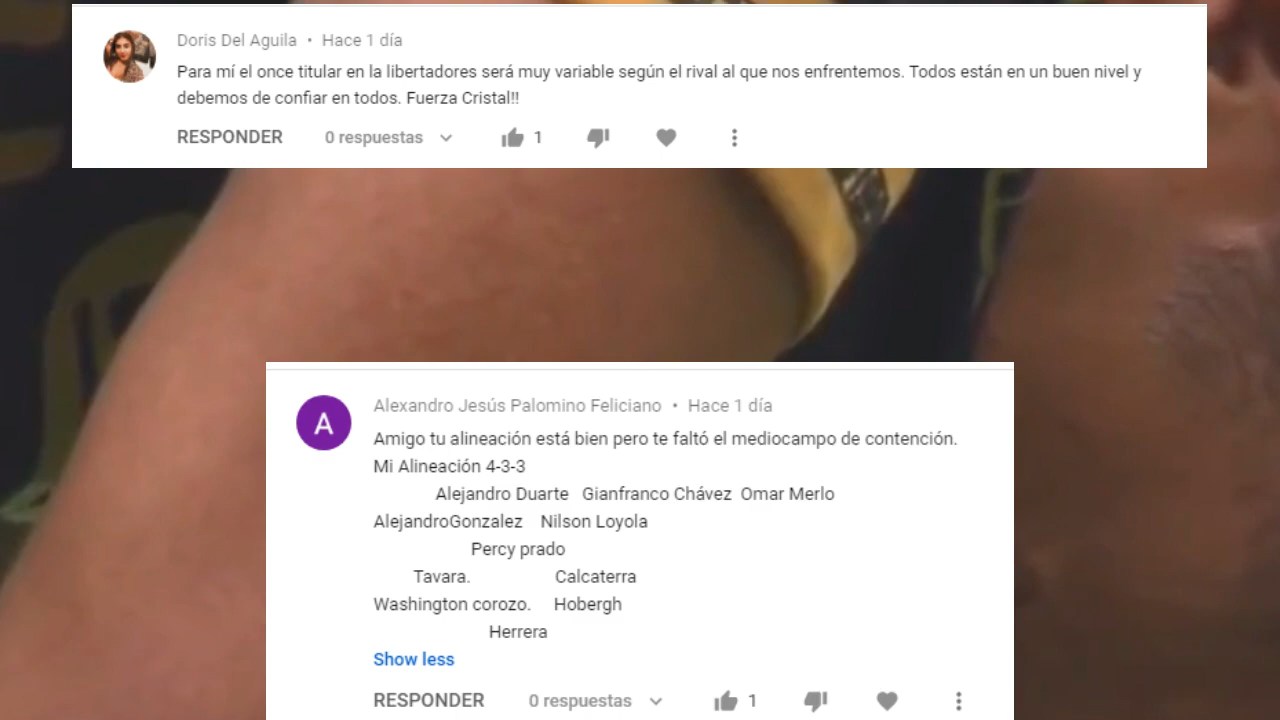 Doris Del Aguila • Hace 1 día
Para mí el once titular en la libertadores será muy variable según el rival al que nos enfrentemos. Todos están en un buen nivel y
debemos de confiar en todos. Fuerza Cristal!!
RESPONDER 0 respuestas 1
A
Alexandro Jesús Palomino Feliciano • Hace 1 día
Amigo tu alineación está bien pero te faltó el mediocampo de contención.
Mi Alineación 4-3-3
Alejandro Duarte Gianfranco Chávez Omar Merlo
AlejandroGonzalez Nilson Loyola
Percy prado
Tavara. Calcaterra
Washington corozo. Hobergh
Herrera
Show less
RESPONDER 0 respuestas 1